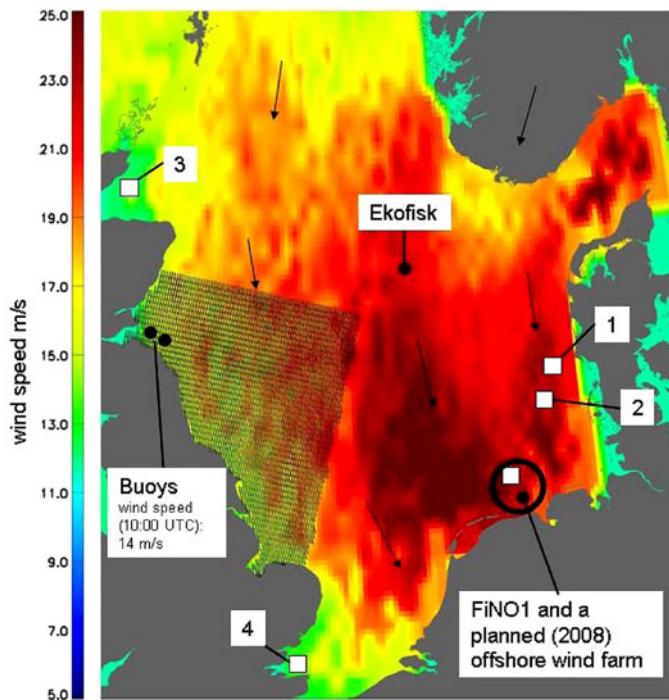 25.0
23.0
21.0
19.0
17.0
15.0
13.0
11.0
9.0
7.0
5.0
wind speed m/s
3
Ekofisk
1
2
Buoys
wind speed
(10:00 UTC):
14 m/s
4
FiNO1 and a
planned (2008)
offshore wind farm